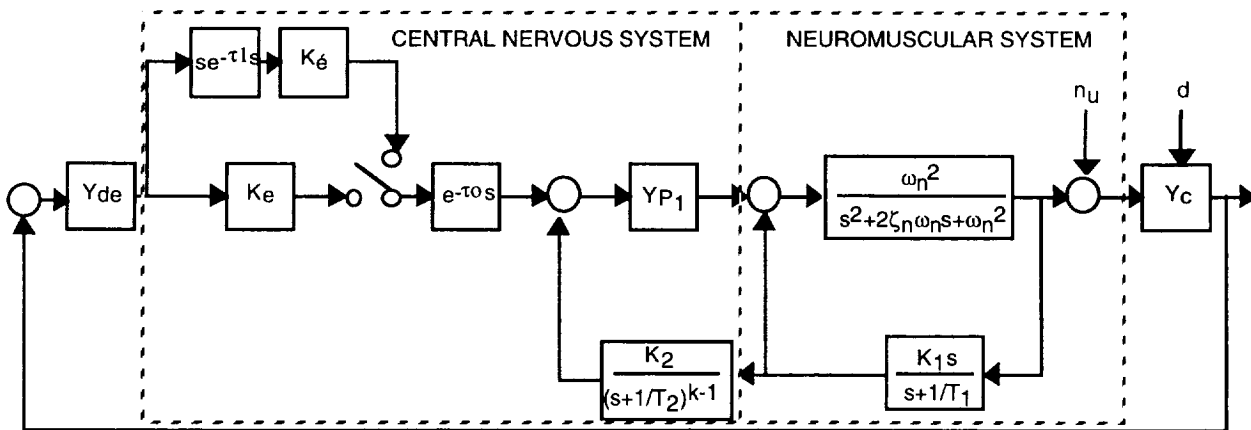 CENTRAL NERVOUS SYSTEM
NEUROMUSCULAR SYSTEM
se-τ1s
Ké
nu
d
Yde
Ke
e-τos
YP1
ωn2
s2+2ζnωns+ωn2
Yc
K2
(s+1/T2)k-1
K1s
s+1/T1